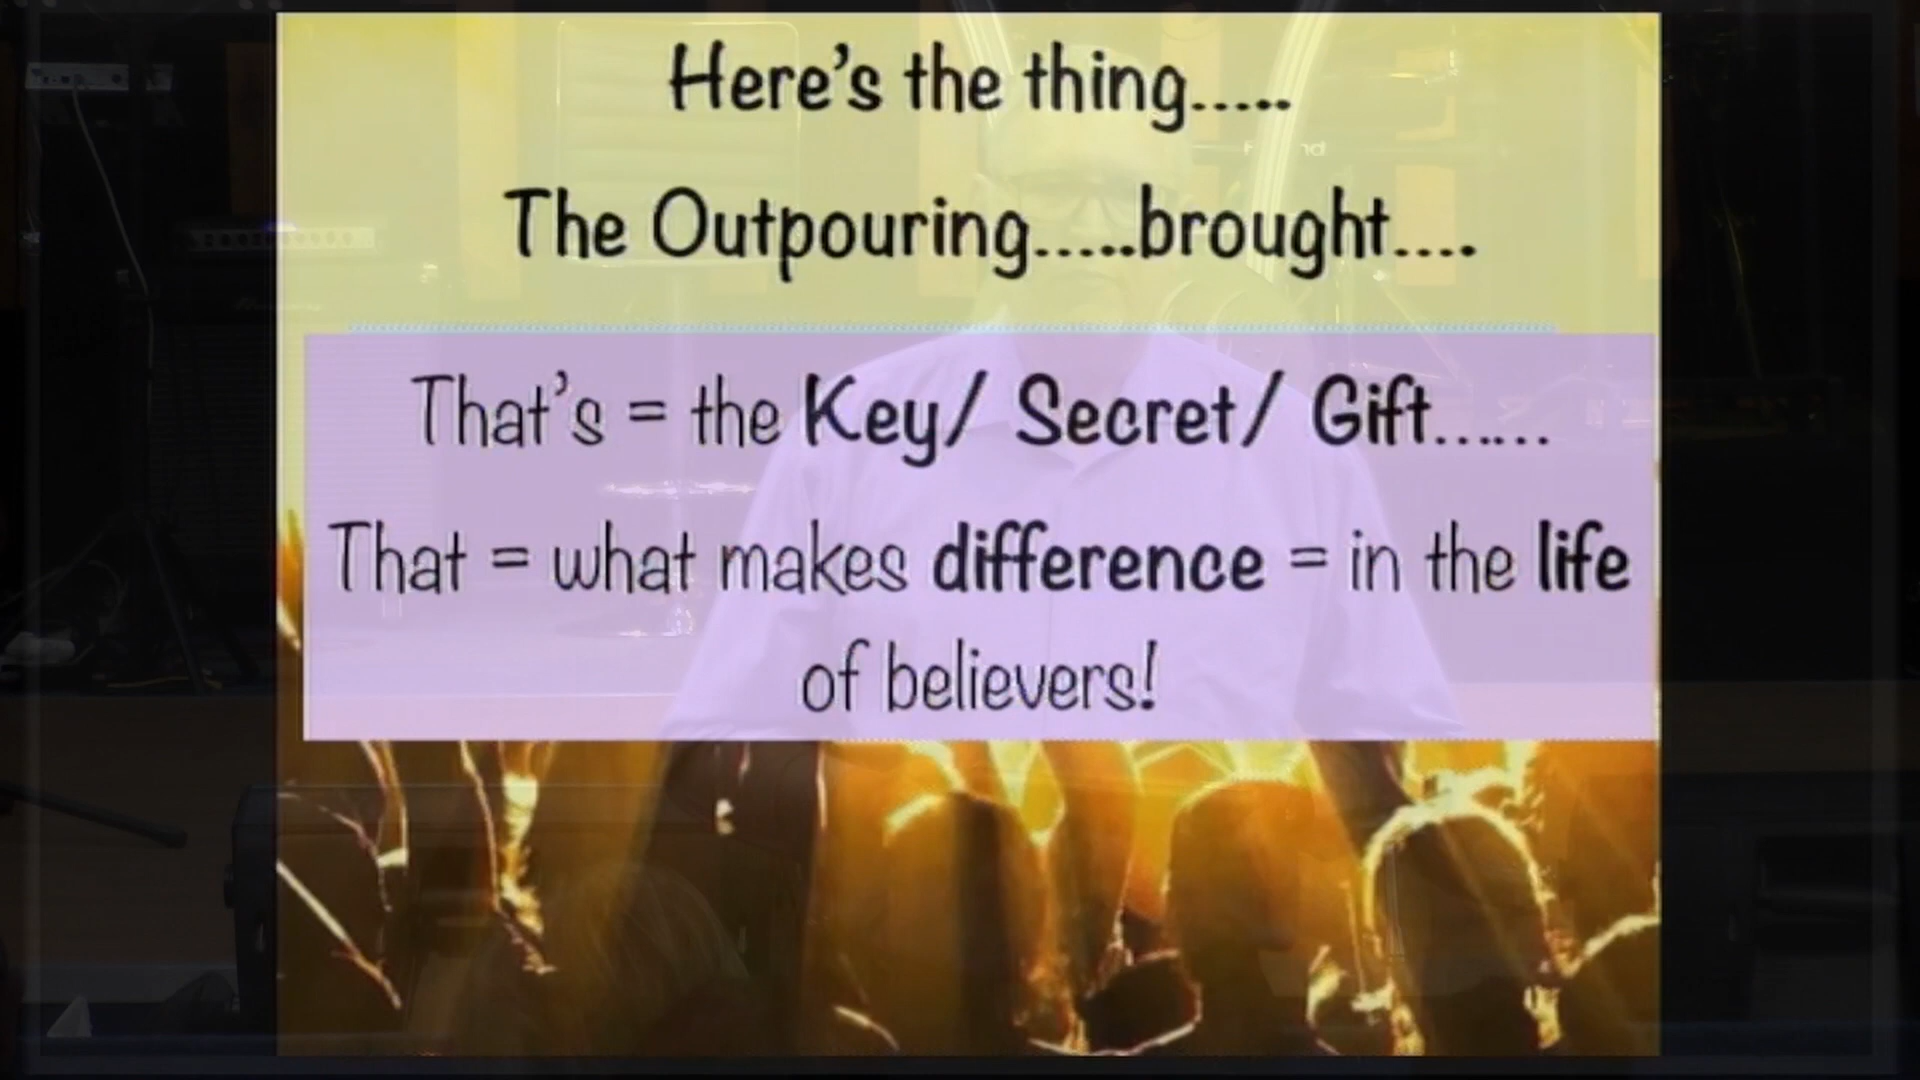 Here's the thing.....
The Outpouring.....brought....
That's = the Key/ Secret/ Gift......
That = what makes difference = in the life
of believers!